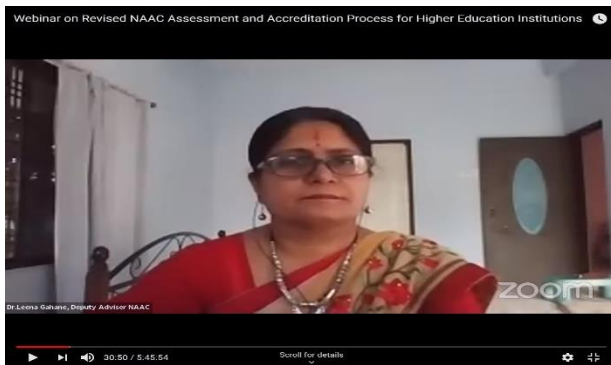 Webinar on Revised NAAC Assessment and Accreditation Process for Higher Education Institutions
Dr.Leena Gahane, Deputy Adviser NAAC
zoom
30:50 / 5:45:54
Scroll for details